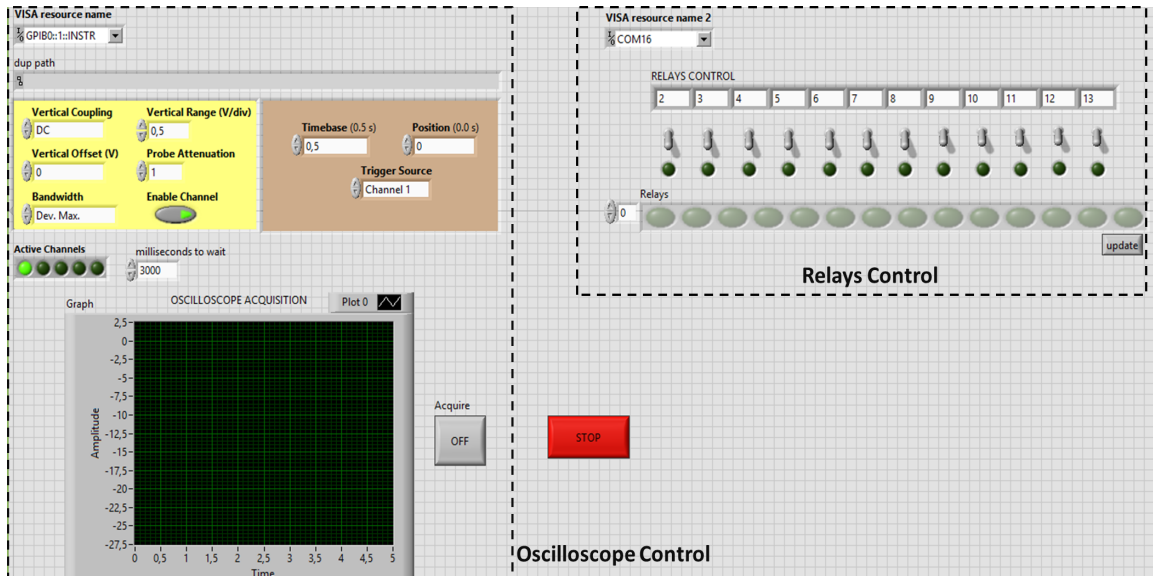 VISA resource name
GPIB0::1::INSTR
dup path
Vertical Coupling
DC
Vertical Range (V/div)
0,5
Vertical Offset (V)
0
Probe Attenuation
1
Bandwidth
Dev. Max.
Enable Channel
Timebase (0.5 s)
0,5
Position (0.0 s)
0
Trigger Source
Channel 1
Active Channels
milliseconds to wait
3000
Graph
OSCILLOSCOPE ACQUISITION
Plot 0
Amplitude
2,5
0
-2,5
-5
-7,5
-10
-12,5
-15
-17,5
-20
-22,5
-25
-27,5
0 0,5 1 1,5 2 2,5 3 3,5 4 4,5 5
Time
Acquire
OFF
Oscilloscope Control
STOP
VISA resource name 2
COM16
RELAYS CONTROL
2 3 4 5 6 7 8 9 10 11 12 13
Relays
0
update
Relays Control